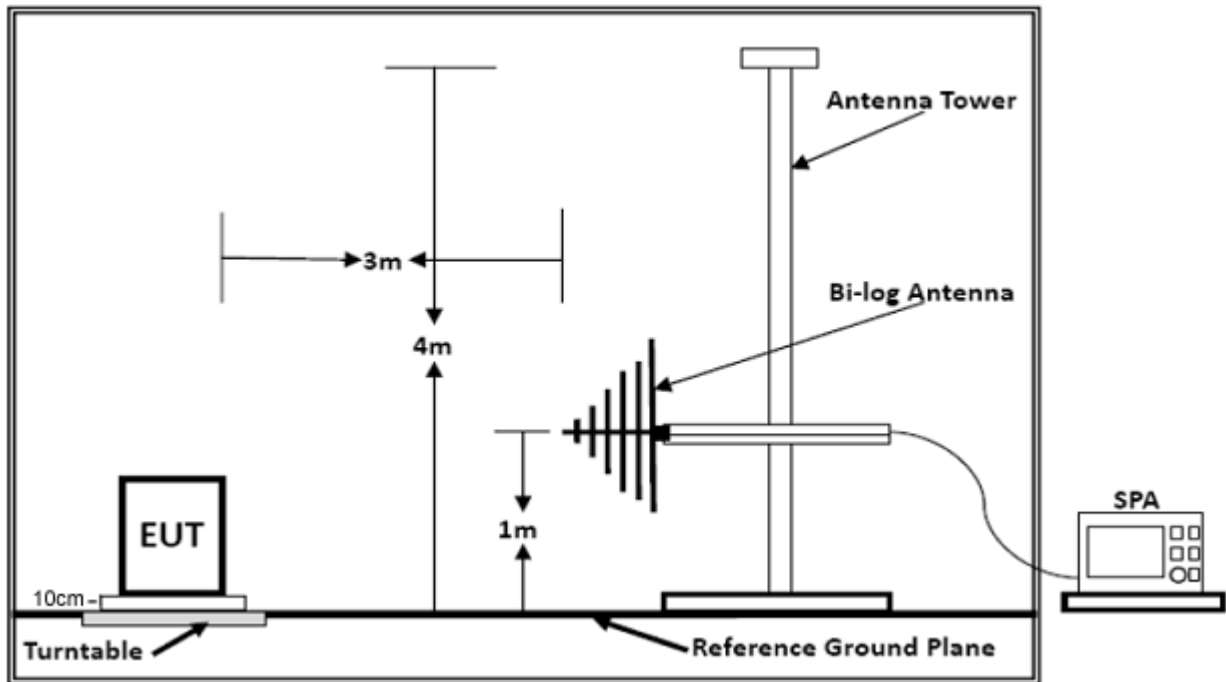 Antenna Tower
3m
Bi-log Antenna
4m
SPA
EUT
1m
10cm
Turntable
Reference Ground Plane